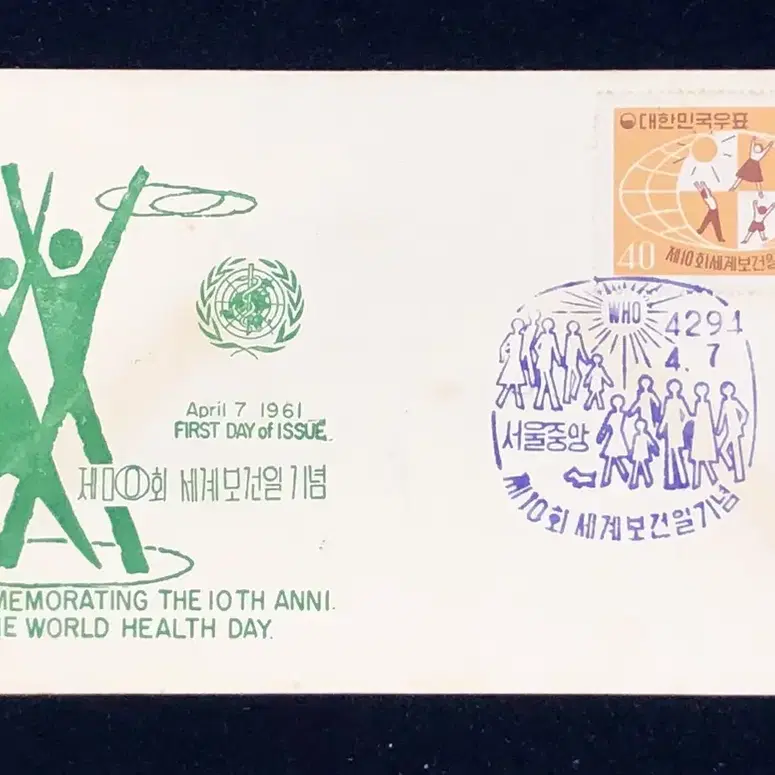 April 7 1961
FIRST DAY of ISSUE.
제10회 세계보건일 기념
MEMORATING THE 10TH ANNI.
E WORLD HEALTH DAY.
대한민국우표
40
제10회세계보건일
WHO
4294
4. 7
서울중앙
제10회 세계보건일기념